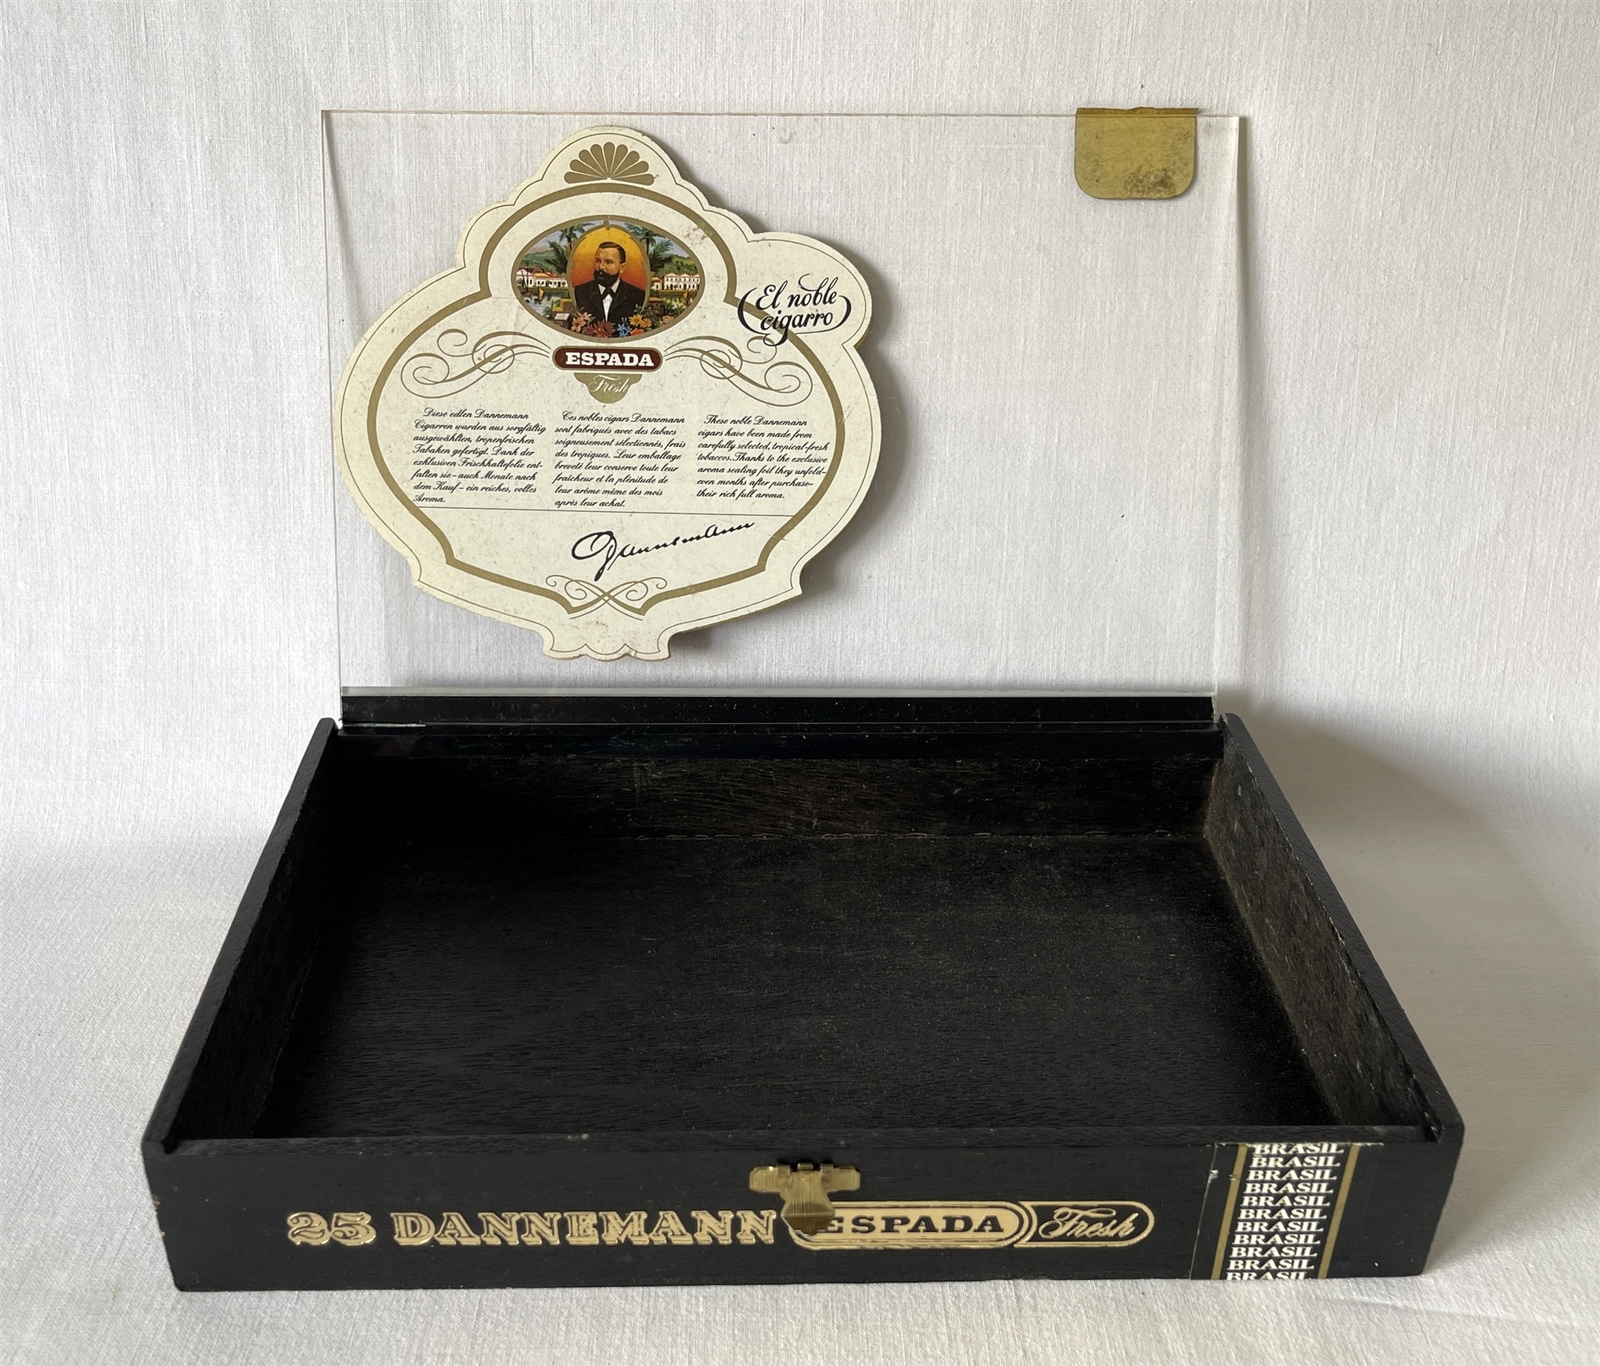 El noble
cigarro
ESPADA
Fresh
Diese edlen Dannemann
Cigarren wurden aus sorgfältig
ausgewählten, tropenfrischen
Tabaken gefertigt. Dank der
exklusiven Frischhaltefolie ent-
falten sie – auch Monate nach
dem Kauf – ein reiches, volles
Aroma.
Ces nobles cigars Dannemann
sont fabriqués avec des tabacs
soigneusement sélectionnés, frais
des tropiques. Leur emballage
breveté leur conserve toute leur
fraîcheur et la plénitude de
leur arôme même des mois
après leur achat.
These noble Dannemann
cigars have been made from
carefully selected, tropical-fresh
tobaccos. Thanks to the exclusive
aroma sealing foil they unfold–
even months after purchase–
their rich full aroma.
Dannemann
25 DANNEMANN ESPADA Fresh
BRASIL
BRASIL
BRASIL
BRASIL
BRASIL
BRASIL
BRASIL
BRASIL
BRASIL
BRASIL
BRASIL